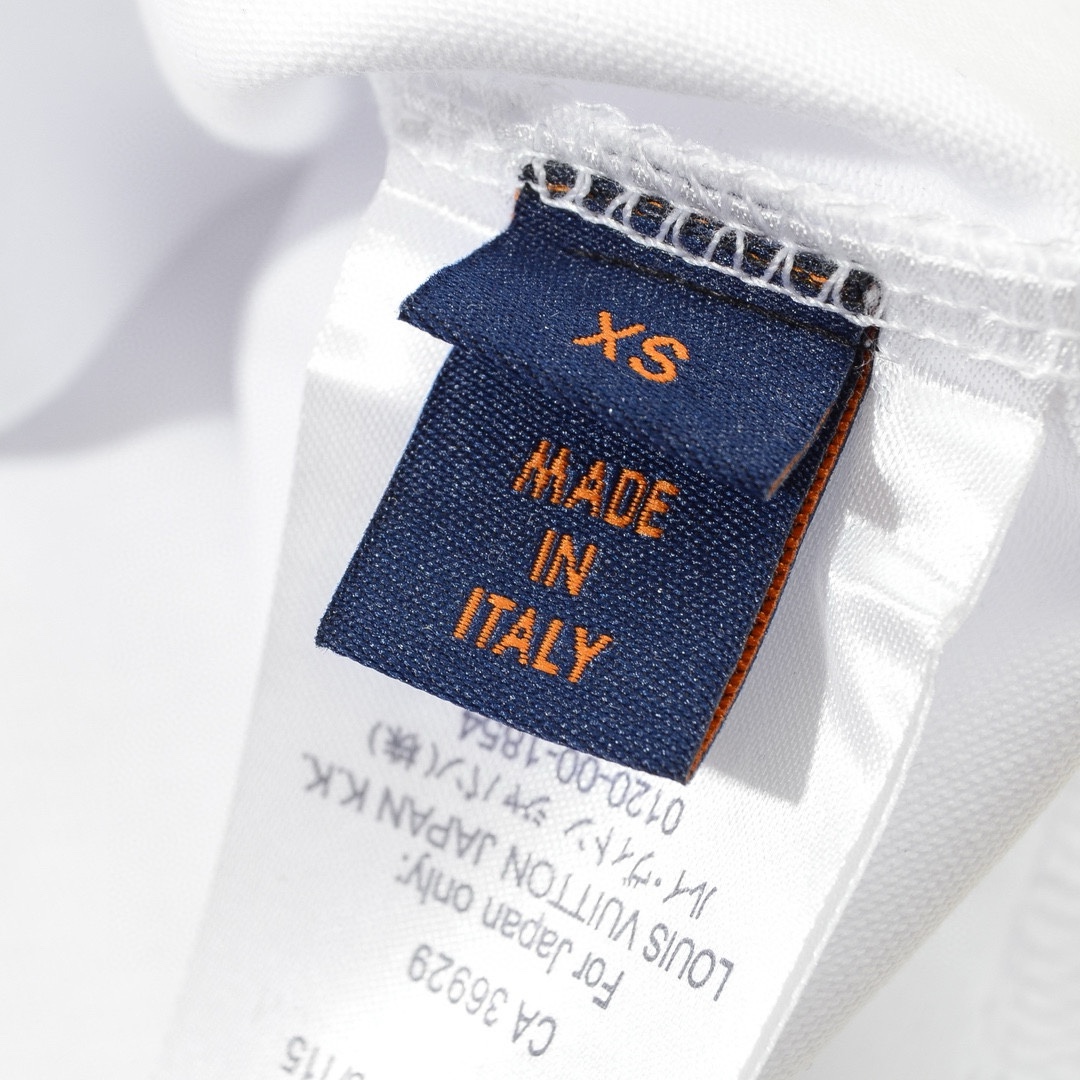 XS
MADE
IN
ITALY
CA 36929
For Japan only:
LOUIS VUITTON JAPAN K.K.
ルイ・ヴィトン ジャパン(株)
0120-00-1854